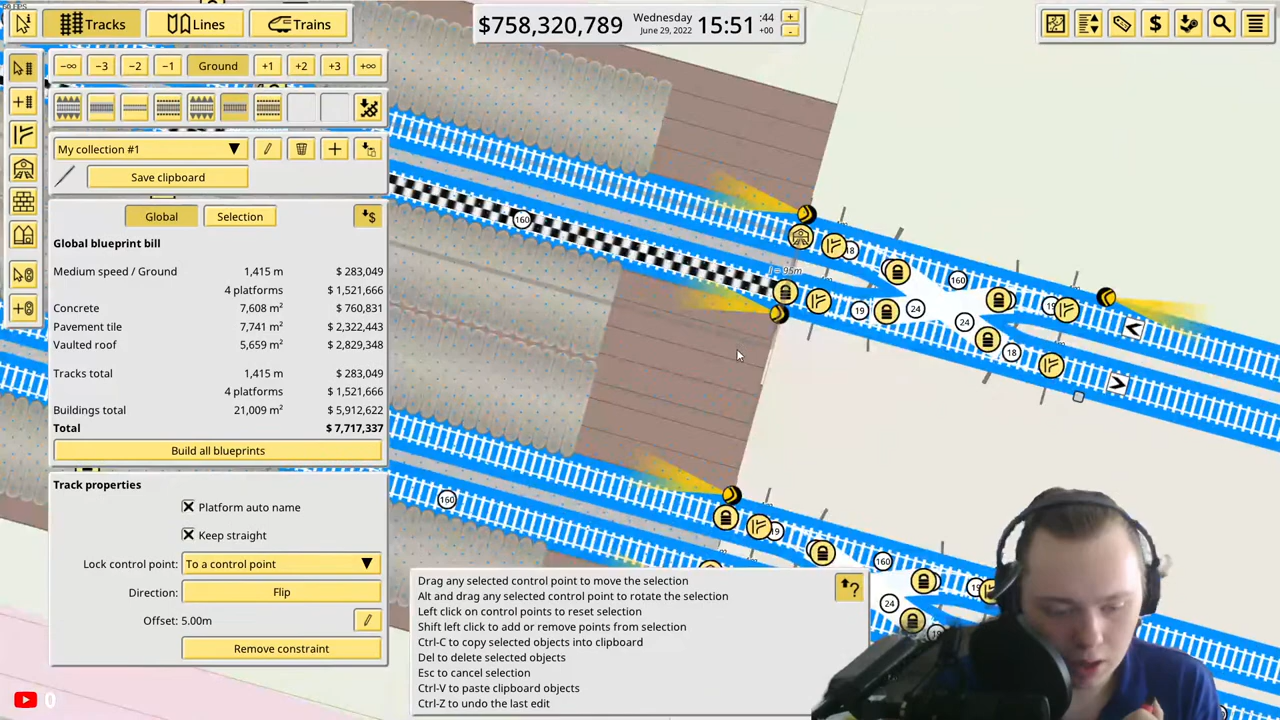 Tracks
Lines
Trains
$758,320,789
Wednesday
June 29, 2022
15:51
:44
+00
+
-
−∞
−3
−2
−1
Ground
+1
+2
+3
+∞
My collection #1
Save clipboard
Global
Selection
Global blueprint bill
Medium speed / Ground 1,415 m $ 283,049
4 platforms $ 1,521,666
Concrete 7,608 m² $ 760,831
Pavement tile 7,741 m² $ 2,322,443
Vaulted roof 5,659 m² $ 2,829,348
Tracks total 1,415 m $ 283,049
4 platforms $ 1,521,666
Buildings total 21,009 m² $ 5,912,622
Total $ 7,717,337
Build all blueprints
Track properties
Platform auto name
Keep straight
Lock control point: To a control point
Direction: Flip
Offset: 5.00m
Remove constraint
160
18
160
19
19
24
24
18
160
19
160
19
24
Drag any selected control point to move the selection
Alt and drag any selected control point to rotate the selection
Left click on control points to reset selection
Shift left click to add or remove points from selection
Ctrl-C to copy selected objects into clipboard
Del to delete selected objects
Esc to cancel selection
Ctrl-V to paste clipboard objects
Ctrl-Z to undo the last edit
0